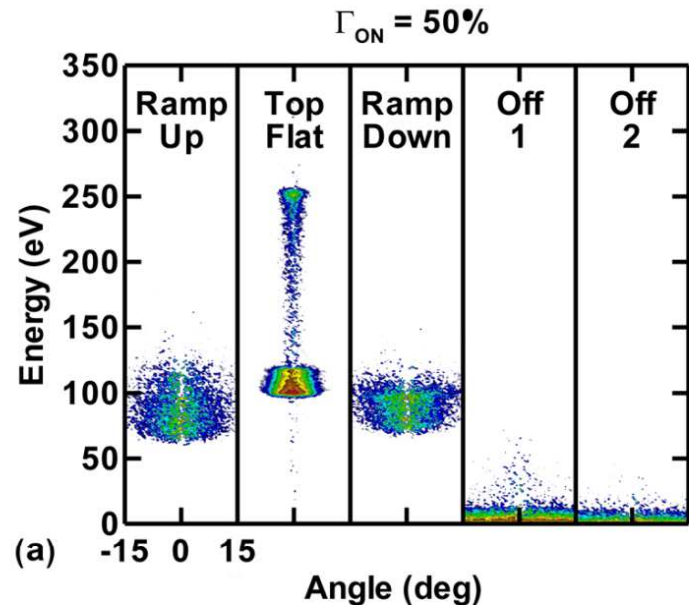 ΓON = 50%
Ramp Up
Top Flat
Ramp Down
Off 1
Off 2
350
300
250
200
150
100
50
0
Energy (eV)
(a)
-15 0 15
Angle (deg)